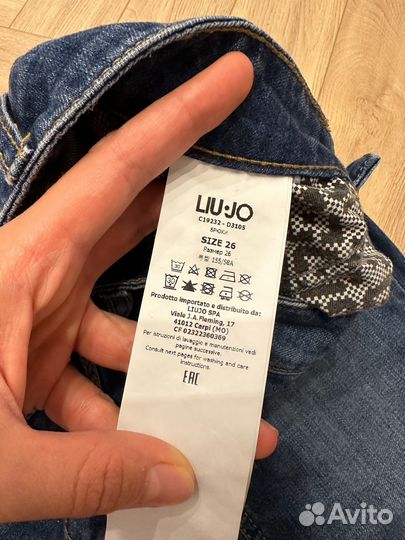 LIU·JO
C19232 - D3105
БРЮКИ
SIZE 26
Размер 26
155/58A
Prodotto importato e distribuito da:
LIUJO SPA
Viale J.A.Fleming, 17
41012 Carpi (MO)
CF 02322360369
Per istruzioni di lavaggio e manutenzioni vedi
pagine successive.
Consult next pages for washing and care
instructions.
EAC
Avito